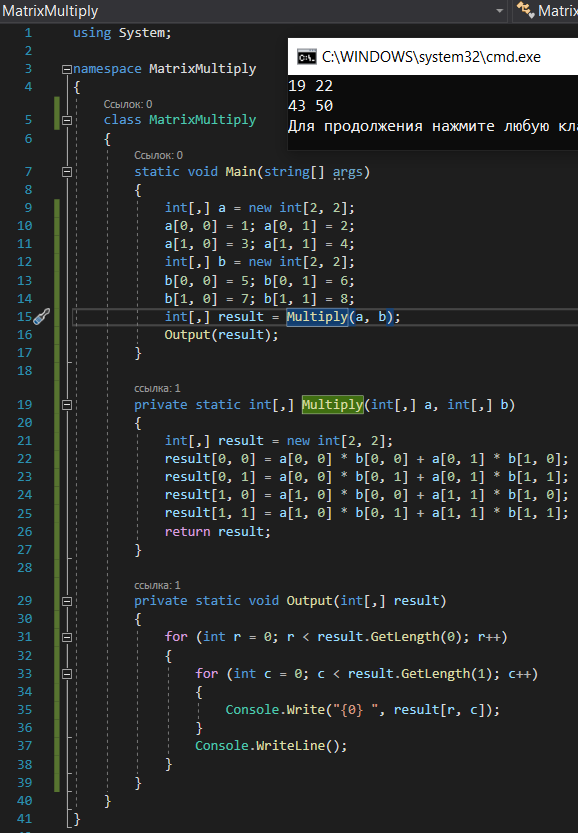 MatrixMultiply
Matrix
C:\WINDOWS\system32\cmd.exe
19 22
43 50
Для продолжения нажмите любую кла
1 using System;
2
3 namespace MatrixMultiply
4 {
Ссылок: 0
5 class MatrixMultiply
6 {
Ссылок: 0
7 static void Main(string[] args)
8 {
9 int[,] a = new int[2, 2];
10 a[0, 0] = 1; a[0, 1] = 2;
11 a[1, 0] = 3; a[1, 1] = 4;
12 int[,] b = new int[2, 2];
13 b[0, 0] = 5; b[0, 1] = 6;
14 b[1, 0] = 7; b[1, 1] = 8;
15 int[,] result = Multiply(a, b);
16 Output(result);
17 }
18
ссылка: 1
19 private static int[,] Multiply(int[,] a, int[,] b)
20 {
21 int[,] result = new int[2, 2];
22 result[0, 0] = a[0, 0] * b[0, 0] + a[0, 1] * b[1, 0];
23 result[0, 1] = a[0, 0] * b[0, 1] + a[0, 1] * b[1, 1];
24 result[1, 0] = a[1, 0] * b[0, 0] + a[1, 1] * b[1, 0];
25 result[1, 1] = a[1, 0] * b[0, 1] + a[1, 1] * b[1, 1];
26 return result;
27 }
28
ссылка: 1
29 private static void Output(int[,] result)
30 {
31 for (int r = 0; r < result.GetLength(0); r++)
32 {
33 for (int c = 0; c < result.GetLength(1); c++)
34 {
35 Console.Write("{0} ", result[r, c]);
36 }
37 Console.WriteLine();
38 }
39 }
40 }
41 }